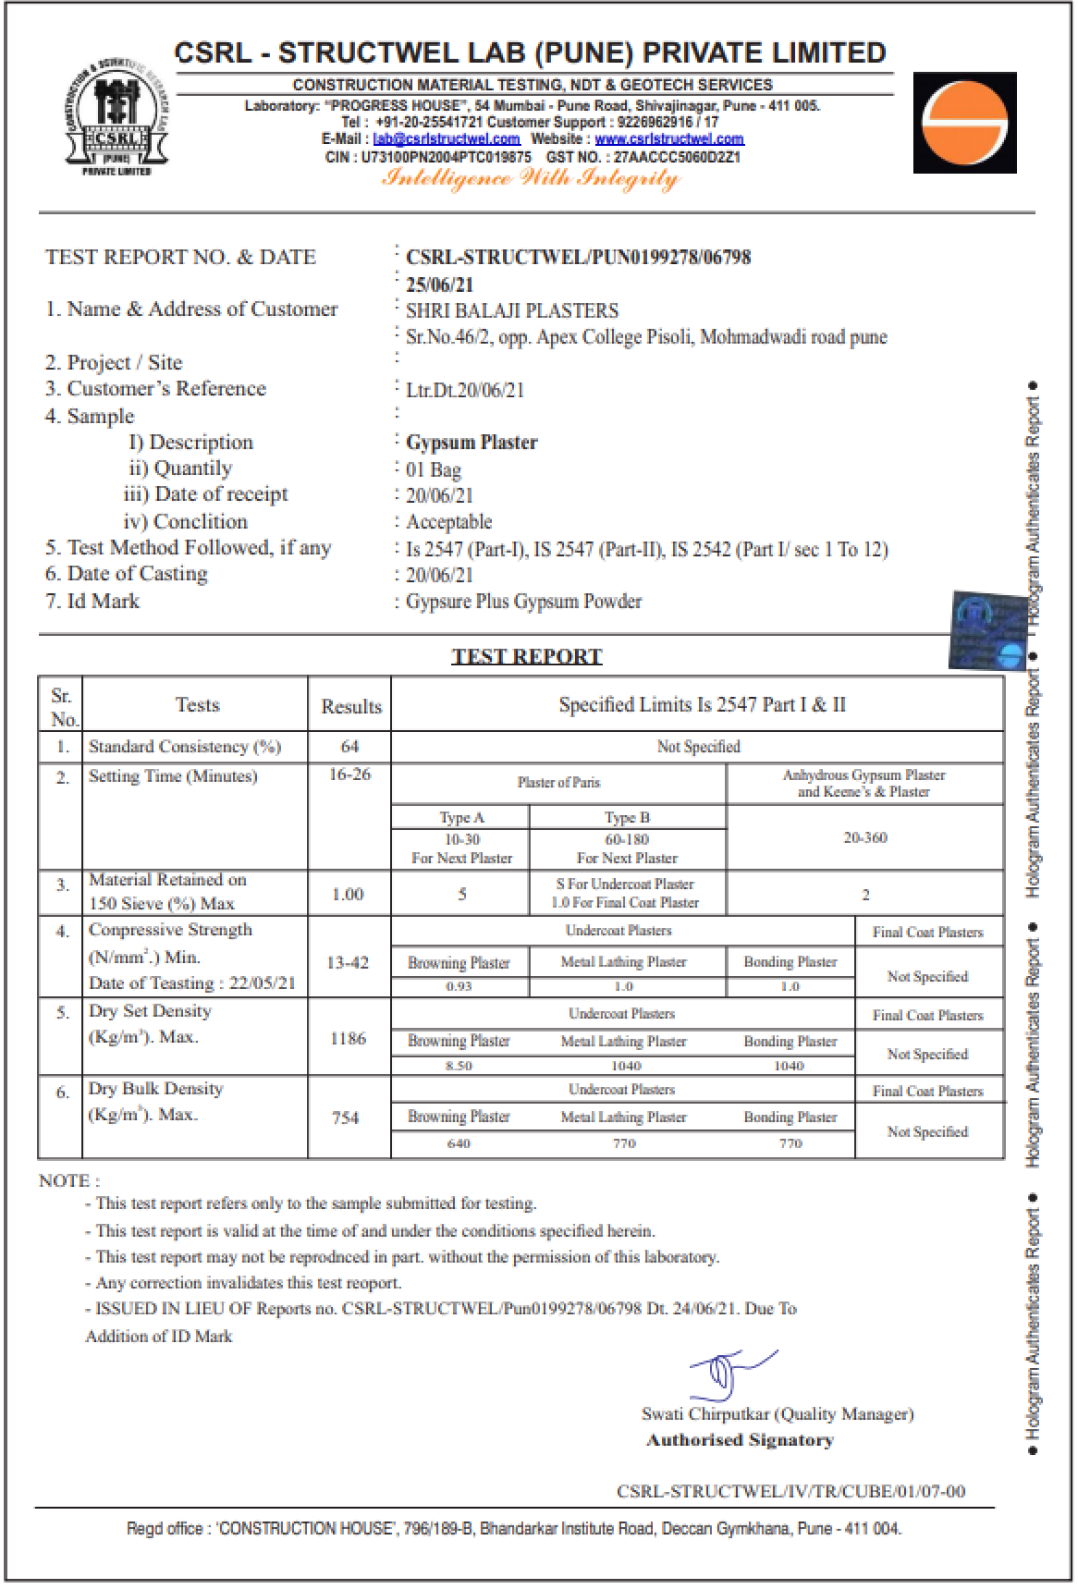 CONSTRUCTION & SCIENTIFIC RESEARCH LAB
CSRL
(PUNE)
PRIVATE LIMITED
CSRL - STRUCTWEL LAB (PUNE) PRIVATE LIMITED
CONSTRUCTION MATERIAL TESTING, NDT & GEOTECH SERVICES
Laboratory: "PROGRESS HOUSE", 54 Mumbai - Pune Road, Shivajinagar, Pune - 411 005.
Tel : +91-20-25541721 Customer Support : 9226962916 / 17
E-Mail : lab@csrlstructwel.com Website : www.csrlstructwel.com
CIN : U73100PN2004PTC019875 GST NO. : 27AACCC5060D2Z1
Intelligence With Integrity
TEST REPORT NO. & DATE : CSRL-STRUCTWEL/PUN0199278/06798
: 25/06/21
1. Name & Address of Customer : SHRI BALAJI PLASTERS
: Sr.No.46/2, opp. Apex College Pisoli, Mohmadwadi road pune
2. Project / Site :
3. Customer's Reference : Ltr.Dt.20/06/21
4. Sample :
I) Description : Gypsum Plaster
ii) Quantily : 01 Bag
iii) Date of receipt : 20/06/21
iv) Conclition : Acceptable
5. Test Method Followed, if any : Is 2547 (Part-I), IS 2547 (Part-II), IS 2542 (Part I/ sec 1 To 12)
6. Date of Casting : 20/06/21
7. Id Mark : Gypsure Plus Gypsum Powder
TEST REPORT
Sr. No. Tests Results Specified Limits Is 2547 Part I & II
1. Standard Consistency (%) 64 Not Specified
2. Setting Time (Minutes) 16-26 Plaster of Paris Anhydrous Gypsum Plaster and Keene's & Plaster
Type A Type B
10-30 60-180 20-360
For Next Plaster For Next Plaster
3. Material Retained on 150 Sieve (%) Max 1.00 5 S For Undercoat Plaster 1.0 For Final Coat Plaster 2
4. Conpressive Strength Undercoat Plasters Final Coat Plasters
(N/mm².) Min. 13-42 Browning Plaster Metal Lathing Plaster Bonding Plaster Not Specified
Date of Teasting : 22/05/21 0.93 1.0 1.0
5. Dry Set Density Undercoat Plasters Final Coat Plasters
(Kg/m³). Max. 1186 Browning Plaster Metal Lathing Plaster Bonding Plaster Not Specified
8.50 1040 1040
6. Dry Bulk Density Undercoat Plasters Final Coat Plasters
(Kg/m³). Max. 754 Browning Plaster Metal Lathing Plaster Bonding Plaster Not Specified
640 770 770
NOTE :
- This test report refers only to the sample submitted for testing.
- This test report is valid at the time of and under the conditions specified herein.
- This test report may not be reprodnced in part. without the permission of this laboratory.
- Any correction invalidates this test reoport.
- ISSUED IN LIEU OF Reports no. CSRL-STRUCTWEL/Pun0199278/06798 Dt. 24/06/21. Due To
Addition of ID Mark
Swati Chirputkar (Quality Manager)
Authorised Signatory
CSRL-STRUCTWEL/IV/TR/CUBE/01/07-00
Regd office : 'CONSTRUCTION HOUSE', 796/189-B, Bhandarkar Institute Road, Deccan Gymkhana, Pune - 411 004.
● Hologram Authenticates Report ● Hologram Authenticates Report ● Hologram Authenticates Report ● Hologram Authenticates Report ●